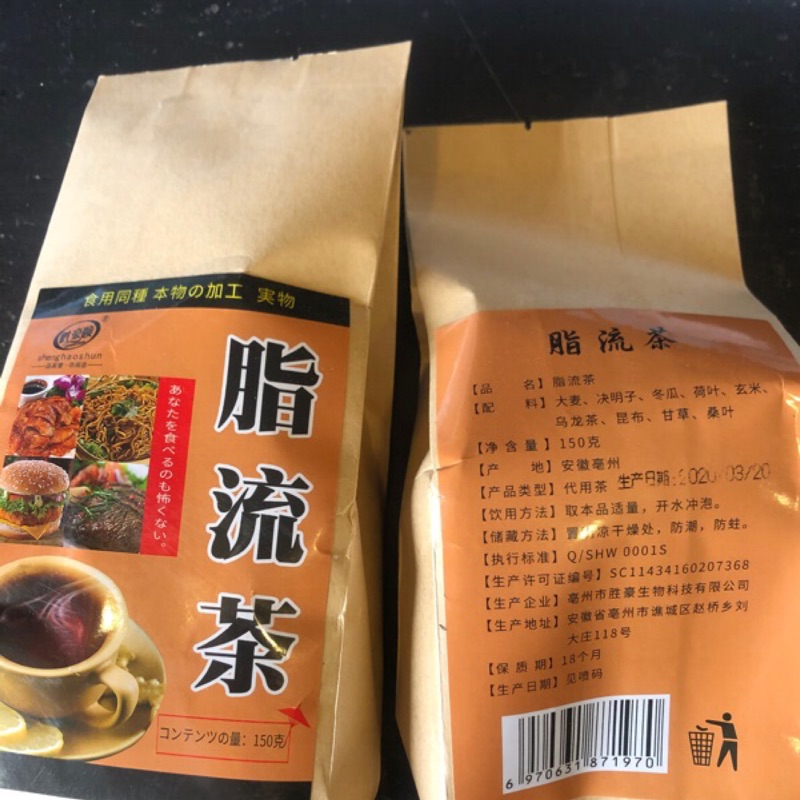 食用同種 本物の加工 実物
shenghaoshun
あなたを食べるのも怖くない。
脂流茶
コンテンツの量：150克
脂流茶
【品 名】脂流茶
【配 料】大麦、决明子、冬瓜、荷叶、玄米、
乌龙茶、昆布、甘草、桑叶
【净含量】150克
【产 地】安徽亳州
【产品类型】代用茶 生产日期:2020/03/20
【饮用方法】取本品适量，开水冲泡。
【储藏方法】置阴凉干燥处，防潮，防蛀。
【执行标准】Q/SHW 0001S
【生产许可证编号】SC11434160207368
【生产企业】亳州市胜豪生物科技有限公司
【生产地址】安徽省亳州市谯城区赵桥乡刘
大庄118号
【保质期】18个月
【生产日期】见喷码
6 970631 871970